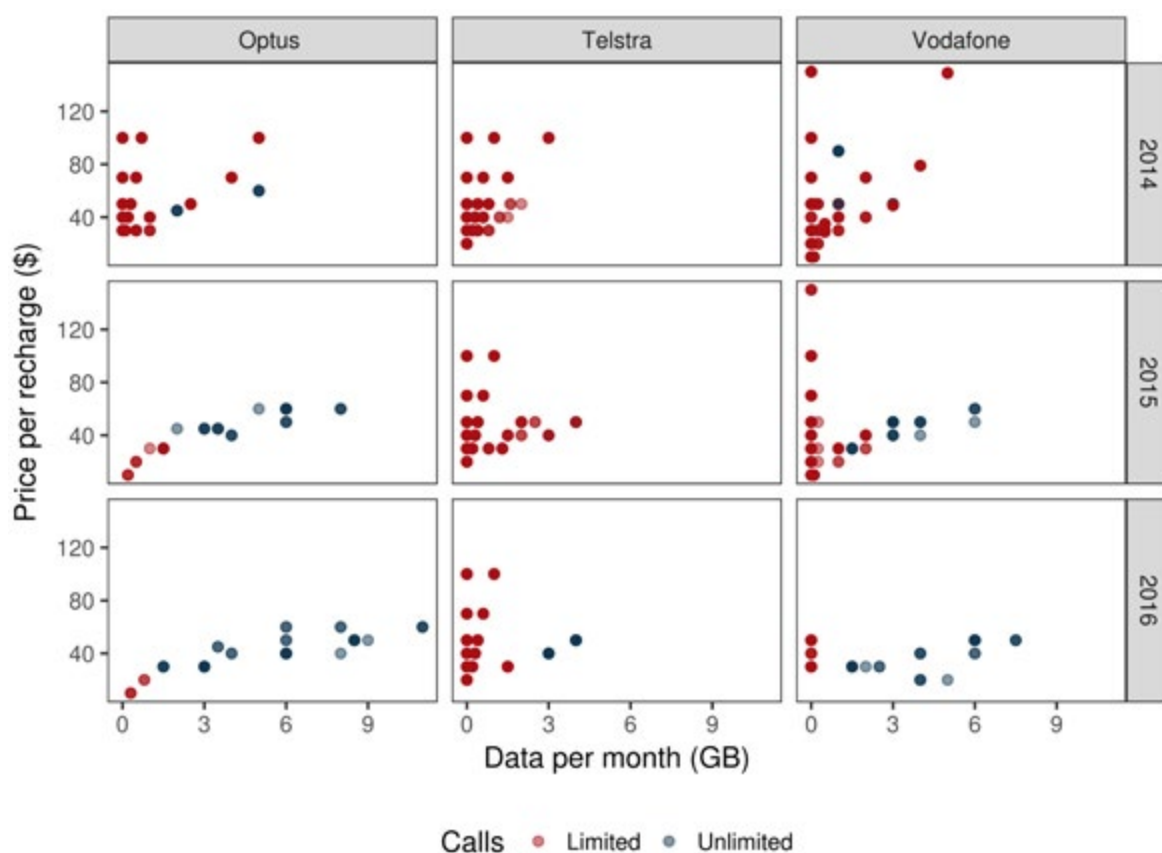 Optus Telstra Vodafone
120
80
40
2014
Price per recharge ($)
120
80
40
2015
120
80
40
2016
0 3 6 9 0 3 6 9 0 3 6 9
Data per month (GB)
Calls Limited Unlimited